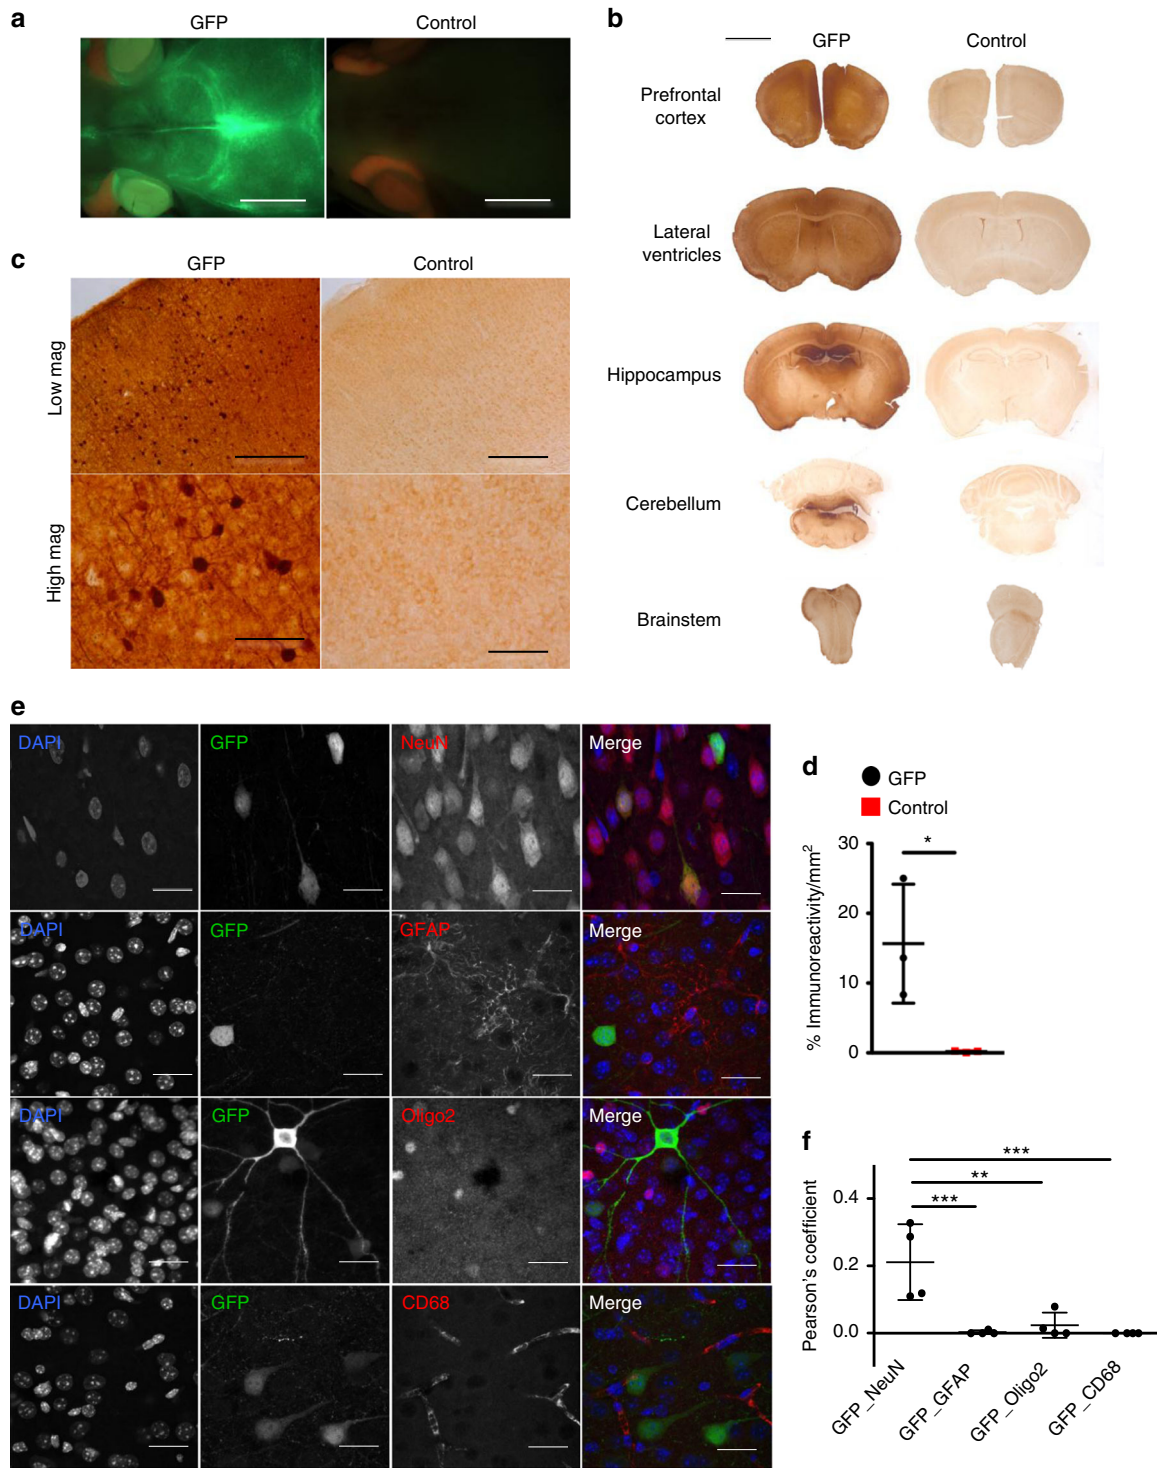 a
GFP
Control
b
GFP
Control
Prefrontal
cortex
Lateral
ventricles
Hippocampus
Cerebellum
Brainstem
c
GFP
Control
Low mag
High mag
e
DAPI
GFP
NeuN
Merge
DAPI
GFP
GFAP
Merge
DAPI
GFP
Oligo2
Merge
DAPI
GFP
CD68
Merge
d
GFP
Control
% Immunoreactivity/mm²
30
20
10
0
*
f
Pearson's coefficient
0.4
0.2
0.0
***
**
***
GFP_NeuN
GFP_GFAP
GFP_Oligo2
GFP_CD68